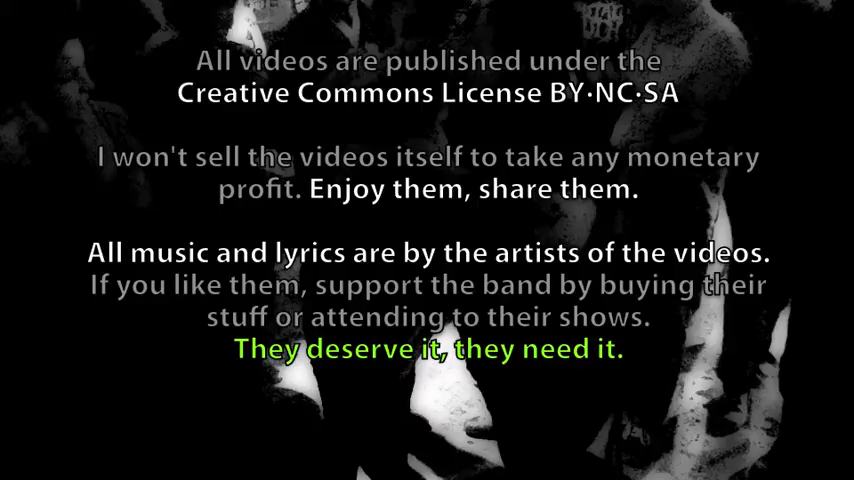 All videos are published under the
Creative Commons License BY·NC·SA
I won't sell the videos itself to take any monetary
profit. Enjoy them, share them.
All music and lyrics are by the artists of the videos.
If you like them, support the band by buying their
stuff or attending to their shows.
They deserve it, they need it.